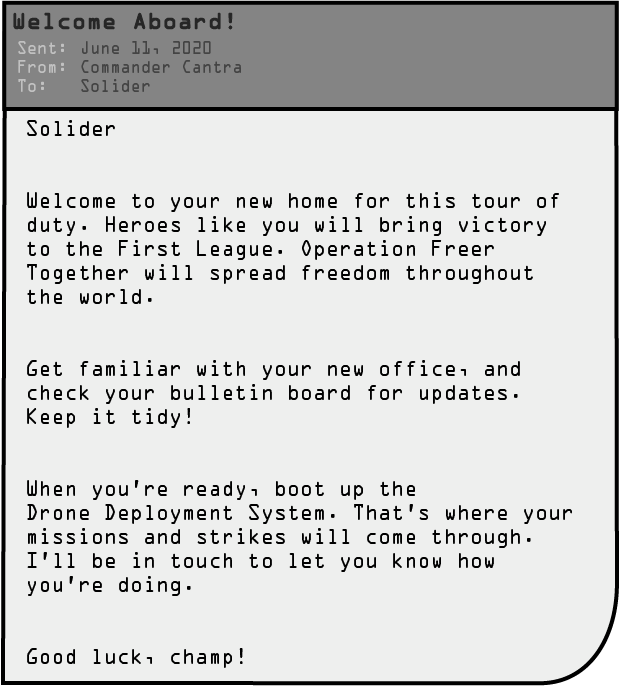 Welcome Aboard!
Sent: June 11, 2020
From: Commander Cantra
To: Solider
Solider
Welcome to your new home for this tour of
duty. Heroes like you will bring victory
to the First League. Operation Freer
Together will spread freedom throughout
the world.
Get familiar with your new office, and
check your bulletin board for updates.
Keep it tidy!
When you're ready, boot up the
Drone Deployment System. That's where your
missions and strikes will come through.
I'll be in touch to let you know how
you're doing.
Good luck, champ!